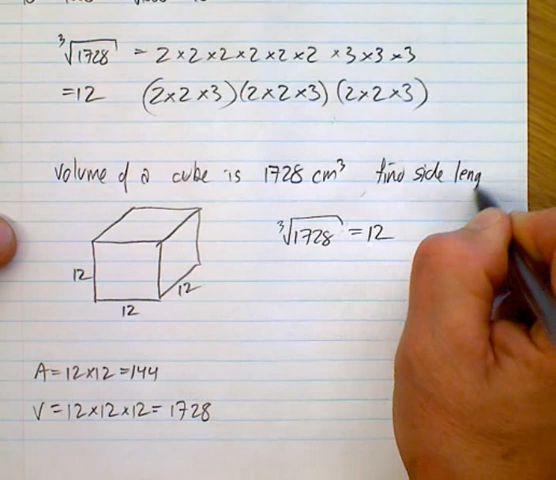 ∛1728 = 2×2×2×2×2×2×3×3×3
=12 (2×2×3)(2×2×3)(2×2×3)
volume of a cube is 1728 cm³ find side leng
∛1728 = 12
12
12
12
A=12×12=144
V=12×12×12=1728